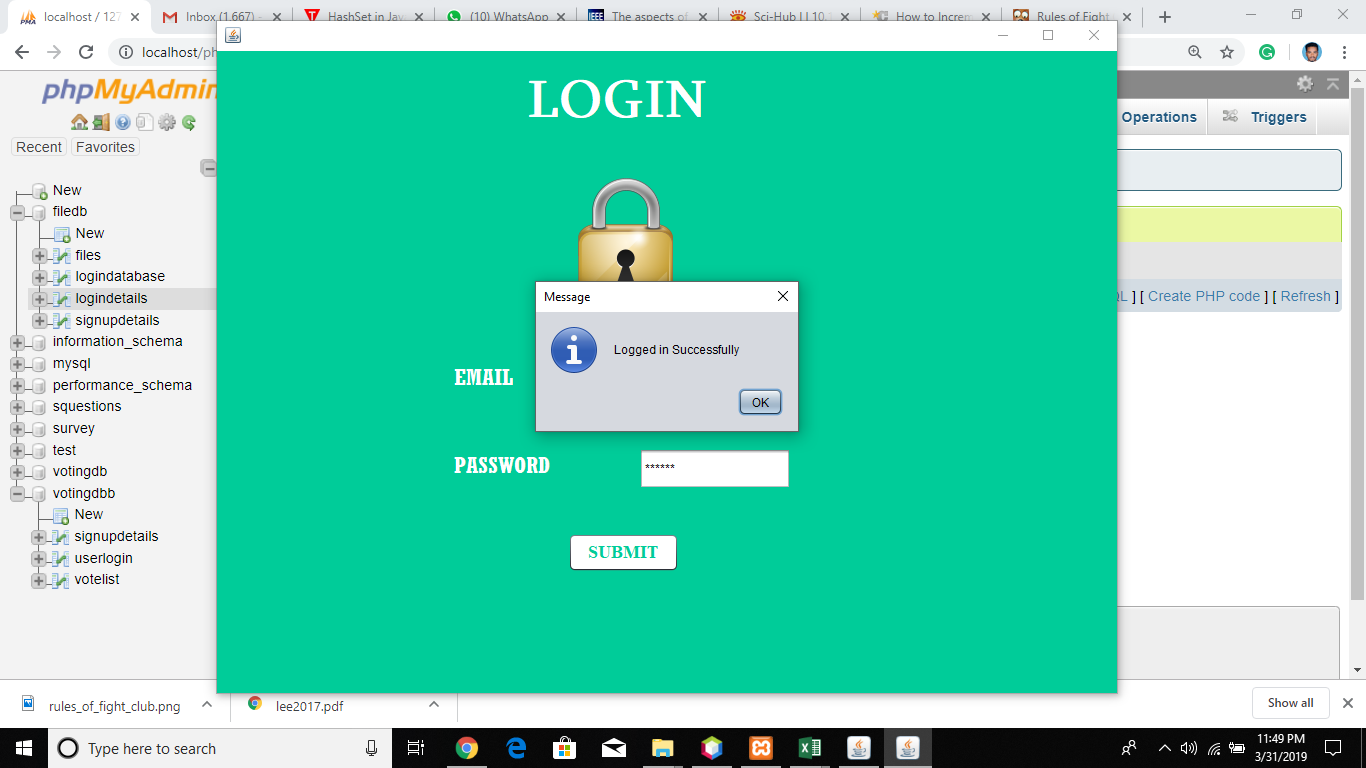 localhost / 127
Inbox (1,667) -
HashSet in Jav
(10) WhatsApp
The aspects of
Sci-Hub | | 10.1
How to Increm
Rules of Fight
localhost/ph
phpMyAdmin
Recent
Favorites
New
filedb
New
files
logindatabase
logindetails
signupdetails
information_schema
mysql
performance_schema
squestions
survey
test
votingdb
votingdbb
New
signupdetails
userlogin
votelist
Operations
Triggers
] [ Create PHP code ] [ Refresh ]
LOGIN
Message
Logged in Successfully
OK
EMAIL
PASSWORD
******
SUBMIT
rules_of_fight_club.png
lee2017.pdf
Show all
Type here to search
11:49 PM
3/31/2019